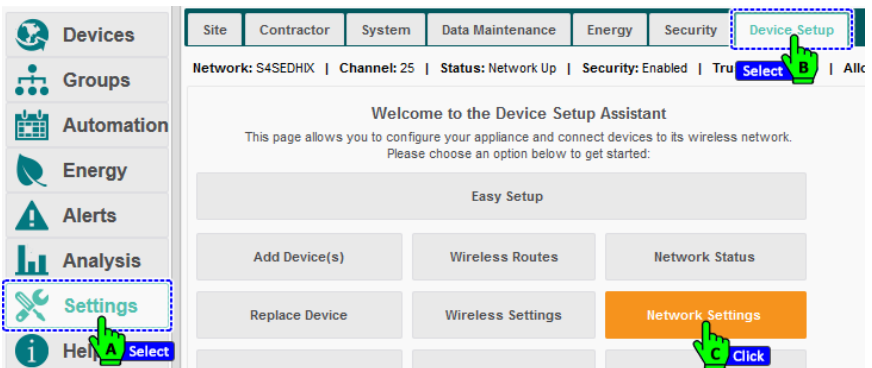 Devices
Groups
Automation
Energy
Alerts
Analysis
Settings
A Select
Help
Site Contractor System Data Maintenance Energy Security Device Setup
Select B
Network: S4SEDHIX | Channel: 25 | Status: Network Up | Security: Enabled | Tru | Allo
Welcome to the Device Setup Assistant
This page allows you to configure your appliance and connect devices to its wireless network.
Please choose an option below to get started:
Easy Setup
Add Device(s) Wireless Routes Network Status
Replace Device Wireless Settings Network Settings
C Click